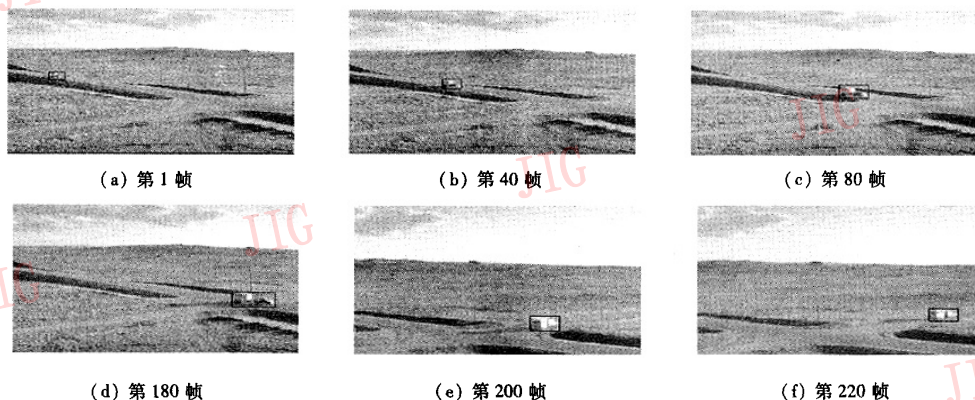 (a) 第 1 帧
(b) 第 40 帧
(c) 第 80 帧
JIG
JIG
JIG
(d) 第 180 帧
(e) 第 200 帧
(f) 第 220 帧